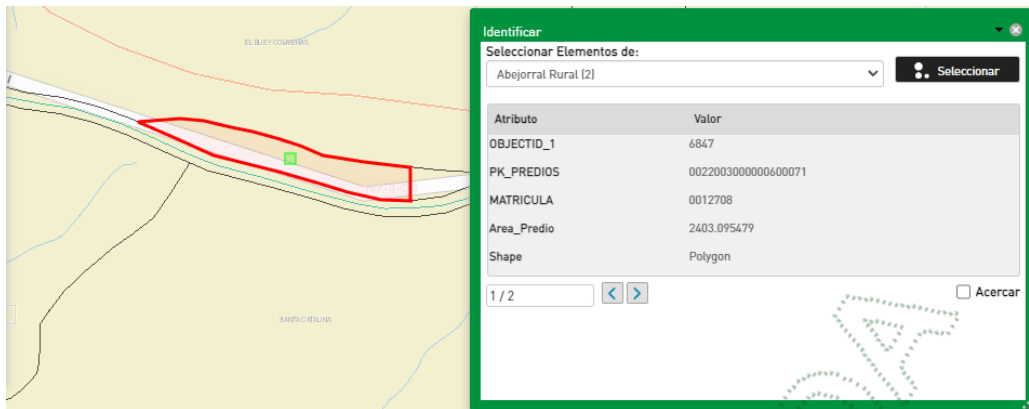 EL BUEY COLMENAS
SANTA CATALINA
Identificar
Seleccionar Elementos de:
Abejorral Rural (2)
Seleccionar
Atributo Valor
OBJECTID_1 6847
PK_PREDIOS 0022003000000600071
MATRICULA 0012708
Area_Predio 2403.095479
Shape Polygon
1 / 2
Acercar